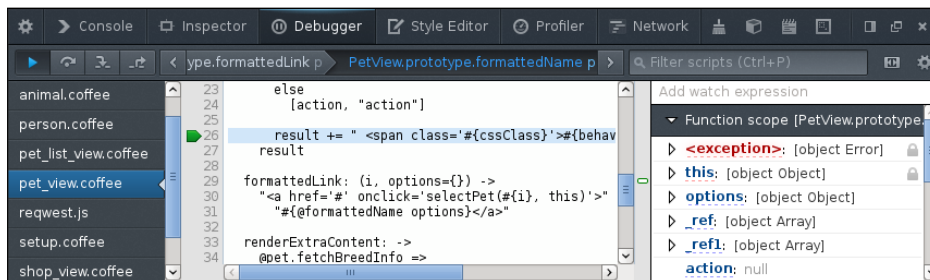 Console Inspector Debugger Style Editor Profiler Network
ype.formattedLink p PetView.prototype.formattedName p Filter scripts (Ctrl+P)
animal.coffee
person.coffee
pet_list_view.coffee
pet_view.coffee
reqwest.js
setup.coffee
shop_view.coffee
23 else
24 [action, "action"]
25
26 result += " <span class='#{cssClass}'>#{behav
27 result
28
29 formattedLink: (i, options={}) ->
30 "<a href='#' onclick='selectPet(#{i}, this)'>"
31 "#{@formattedName options}</a>"
32
33 renderExtraContent: ->
34 @pet.fetchBreedInfo =>
Add watch expression
Function scope [PetView.prototype.
<exception>: [object Error]
this: [object Object]
options: [object Object]
_ref: [object Array]
_ref1: [object Array]
action: null